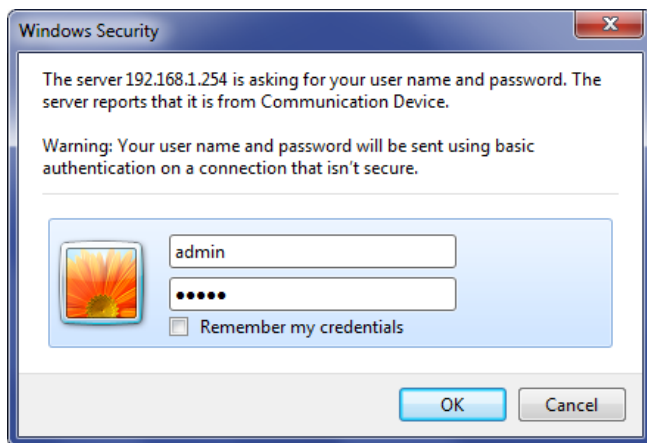 Windows Security
The server 192.168.1.254 is asking for your user name and password. The
server reports that it is from Communication Device.
Warning: Your user name and password will be sent using basic
authentication on a connection that isn't secure.
admin
•••••
Remember my credentials
OK
Cancel